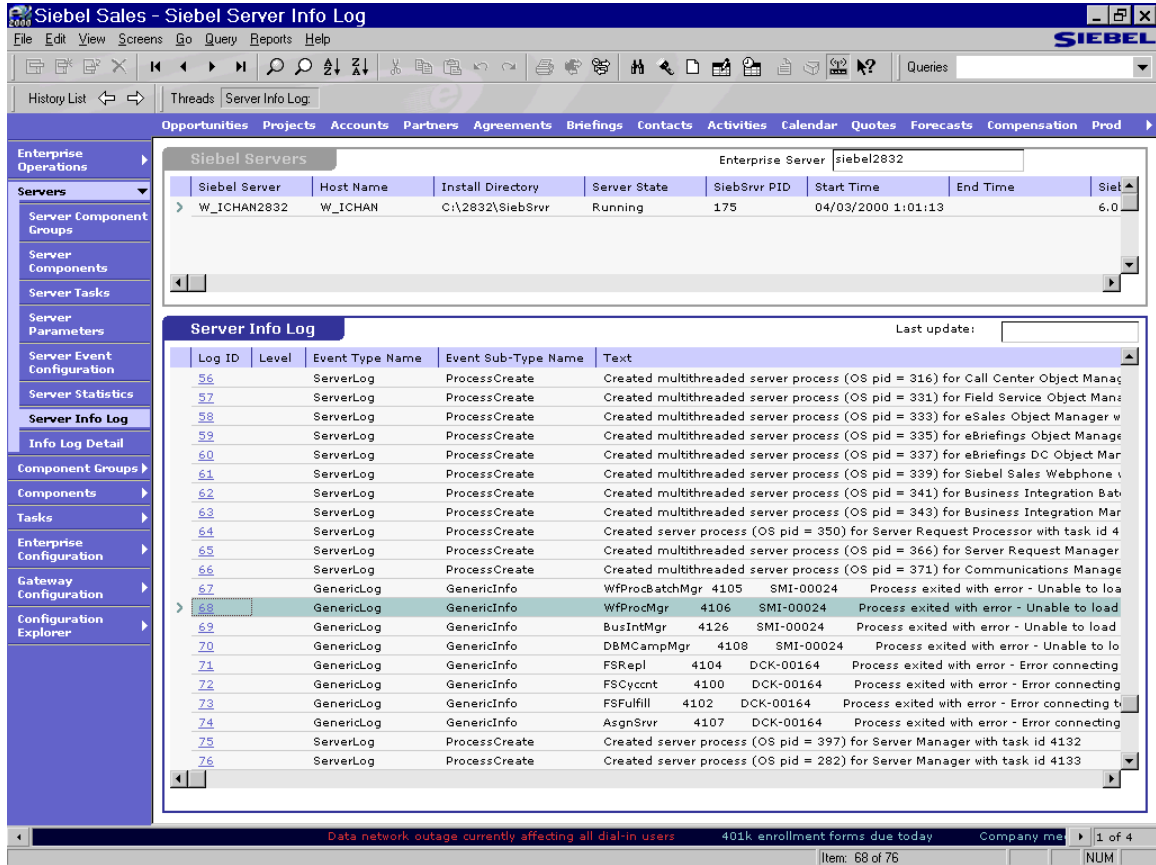 Siebel Sales - Siebel Server Info Log
File Edit View Screens Go Query Reports Help
SIEBEL
Queries
History List Threads Server Info Log:
Opportunities Projects Accounts Partners Agreements Briefings Contacts Activities Calendar Quotes Forecasts Compensation Prod
Enterprise Operations
Servers
Server Component Groups
Server Components
Server Tasks
Server Parameters
Server Event Configuration
Server Statistics
Server Info Log
Info Log Detail
Component Groups
Components
Tasks
Enterprise Configuration
Gateway Configuration
Configuration Explorer
Siebel Servers Enterprise Server siebel2832
Siebel Server Host Name Install Directory Server State SiebSrvr PID Start Time End Time Siel
W_ICHAN2832 W_ICHAN C:\2832\SiebSrvr Running 175 04/03/2000 1:01:13 6.0
Server Info Log Last update:
Log ID Level Event Type Name Event Sub-Type Name Text
56 ServerLog ProcessCreate Created multithreaded server process (OS pid = 316) for Call Center Object Manag
57 ServerLog ProcessCreate Created multithreaded server process (OS pid = 331) for Field Service Object Mana
58 ServerLog ProcessCreate Created multithreaded server process (OS pid = 333) for eSales Object Manager w
59 ServerLog ProcessCreate Created multithreaded server process (OS pid = 335) for eBriefings Object Manage
60 ServerLog ProcessCreate Created multithreaded server process (OS pid = 337) for eBriefings DC Object Man
61 ServerLog ProcessCreate Created multithreaded server process (OS pid = 339) for Siebel Sales Webphone
62 ServerLog ProcessCreate Created multithreaded server process (OS pid = 341) for Business Integration Bat
63 ServerLog ProcessCreate Created multithreaded server process (OS pid = 343) for Business Integration Man
64 ServerLog ProcessCreate Created server process (OS pid = 350) for Server Request Processor with task id 4
65 ServerLog ProcessCreate Created multithreaded server process (OS pid = 366) for Server Request Manager
66 ServerLog ProcessCreate Created multithreaded server process (OS pid = 371) for Communications Manage
67 GenericLog GenericInfo WfProcBatchMgr 4105 SMI-00024 Process exited with error - Unable to loa
68 GenericLog GenericInfo WfProcMgr 4106 SMI-00024 Process exited with error - Unable to load
69 GenericLog GenericInfo BusIntMgr 4126 SMI-00024 Process exited with error - Unable to load
70 GenericLog GenericInfo DBMCampMgr 4108 SMI-00024 Process exited with error - Unable to lo
71 GenericLog GenericInfo FSRepl 4104 DCK-00164 Process exited with error - Error connecting
72 GenericLog GenericInfo FSCyccnt 4100 DCK-00164 Process exited with error - Error connecting
73 GenericLog GenericInfo FSFulfill 4102 DCK-00164 Process exited with error - Error connecting t
74 GenericLog GenericInfo AsgnSrvr 4107 DCK-00164 Process exited with error - Error connecting
75 ServerLog ProcessCreate Created server process (OS pid = 397) for Server Manager with task id 4132
76 ServerLog ProcessCreate Created server process (OS pid = 282) for Server Manager with task id 4133
Data network outage currently affecting all dial-in users 401k enrollment forms due today Company me 1 of 4
Item: 68 of 76 NUM